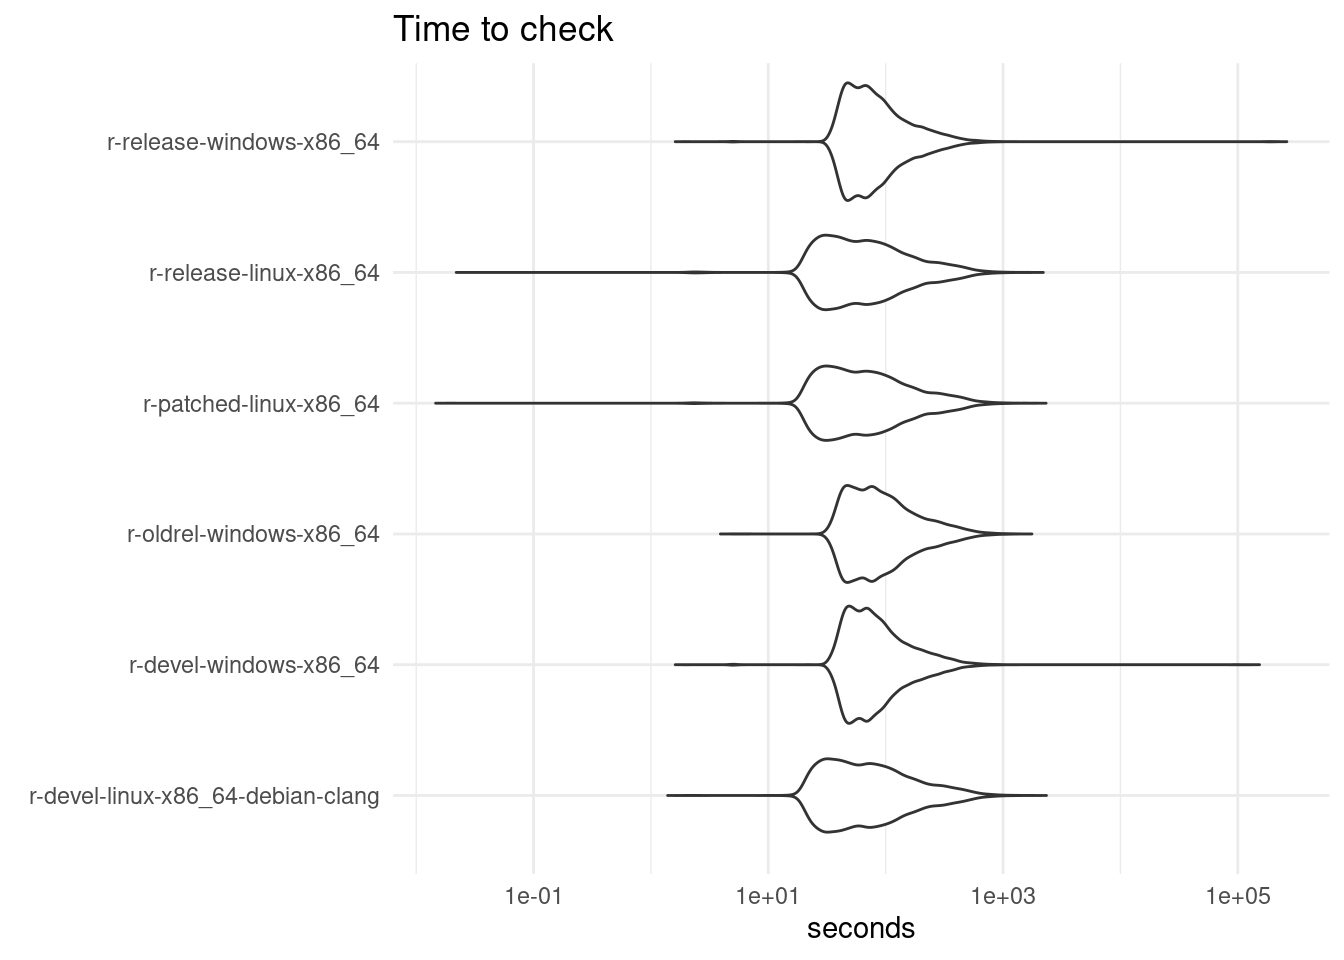 Time to check
r-release-windows-x86_64
r-release-linux-x86_64
r-patched-linux-x86_64
r-oldrel-windows-x86_64
r-devel-windows-x86_64
r-devel-linux-x86_64-debian-clang
1e-01 1e+01 1e+03 1e+05
seconds